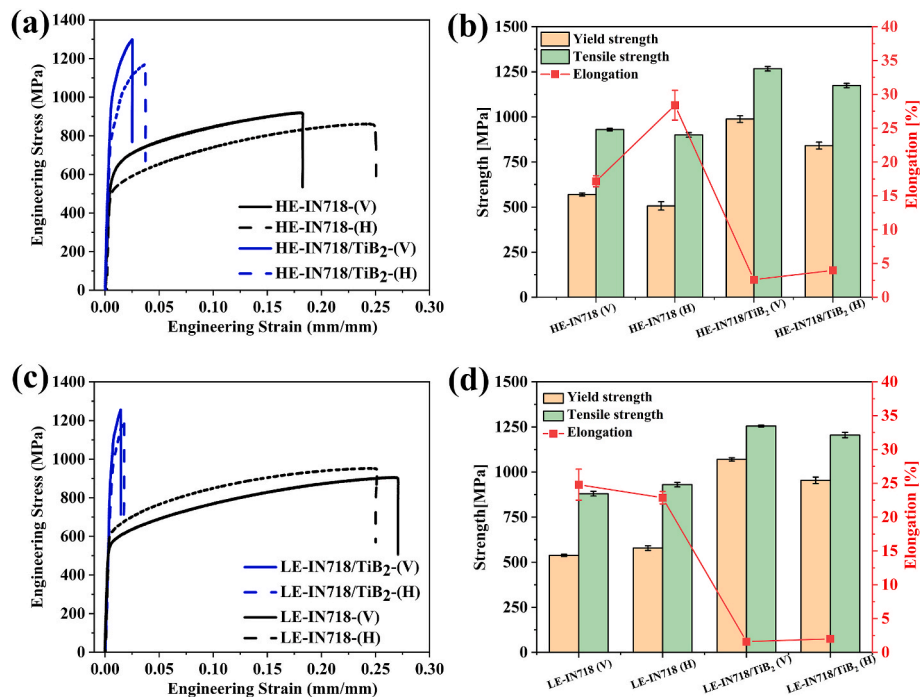 (a)
1400
1200
1000
800
600
400
200
0
Engineering Stress (MPa)
HE-IN718-(V)
HE-IN718-(H)
HE-IN718/TiB2-(V)
HE-IN718/TiB2-(H)
0.00 0.05 0.10 0.15 0.20 0.25 0.30
Engineering Strain (mm/mm)
(b)
1500
1250
1000
750
500
250
0
Strength [MPa]
Yield strength
Tensile strength
Elongation
40
35
30
25
20
15
10
5
0
Elongation [%]
HE-IN718 (V)
HE-IN718 (H)
HE-IN718/TiB2 (V)
HE-IN718/TiB2 (H)
(c)
1400
1200
1000
800
600
400
200
0
Engineering Stress (MPa)
LE-IN718/TiB2-(V)
LE-IN718/TiB2-(H)
LE-IN718-(V)
LE-IN718-(H)
0.00 0.05 0.10 0.15 0.20 0.25 0.30
Engineering Strain (mm/mm)
(d)
1500
1250
1000
750
500
250
0
Strength[MPa]
Yield strength
Tensile strength
Elongation
40
35
30
25
20
15
10
5
0
Elongation [%]
LE-IN718 (V)
LE-IN718 (H)
LE-IN718/TiB2 (V)
LE-IN718/TiB2 (H)